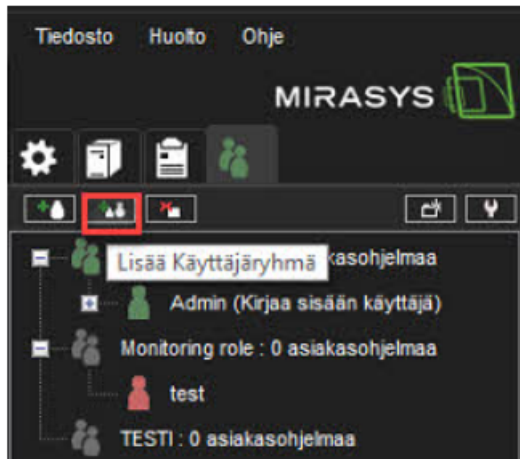 Tiedosto Huolto Ohje
MIRASYS
Lisää Käyttäjäryhmä kasohjelmaa
Admin (Kirjaa sisään käyttäjä)
Monitoring role : 0 asiakasohjelmaa
test
TESTI : 0 asiakasohjelmaa